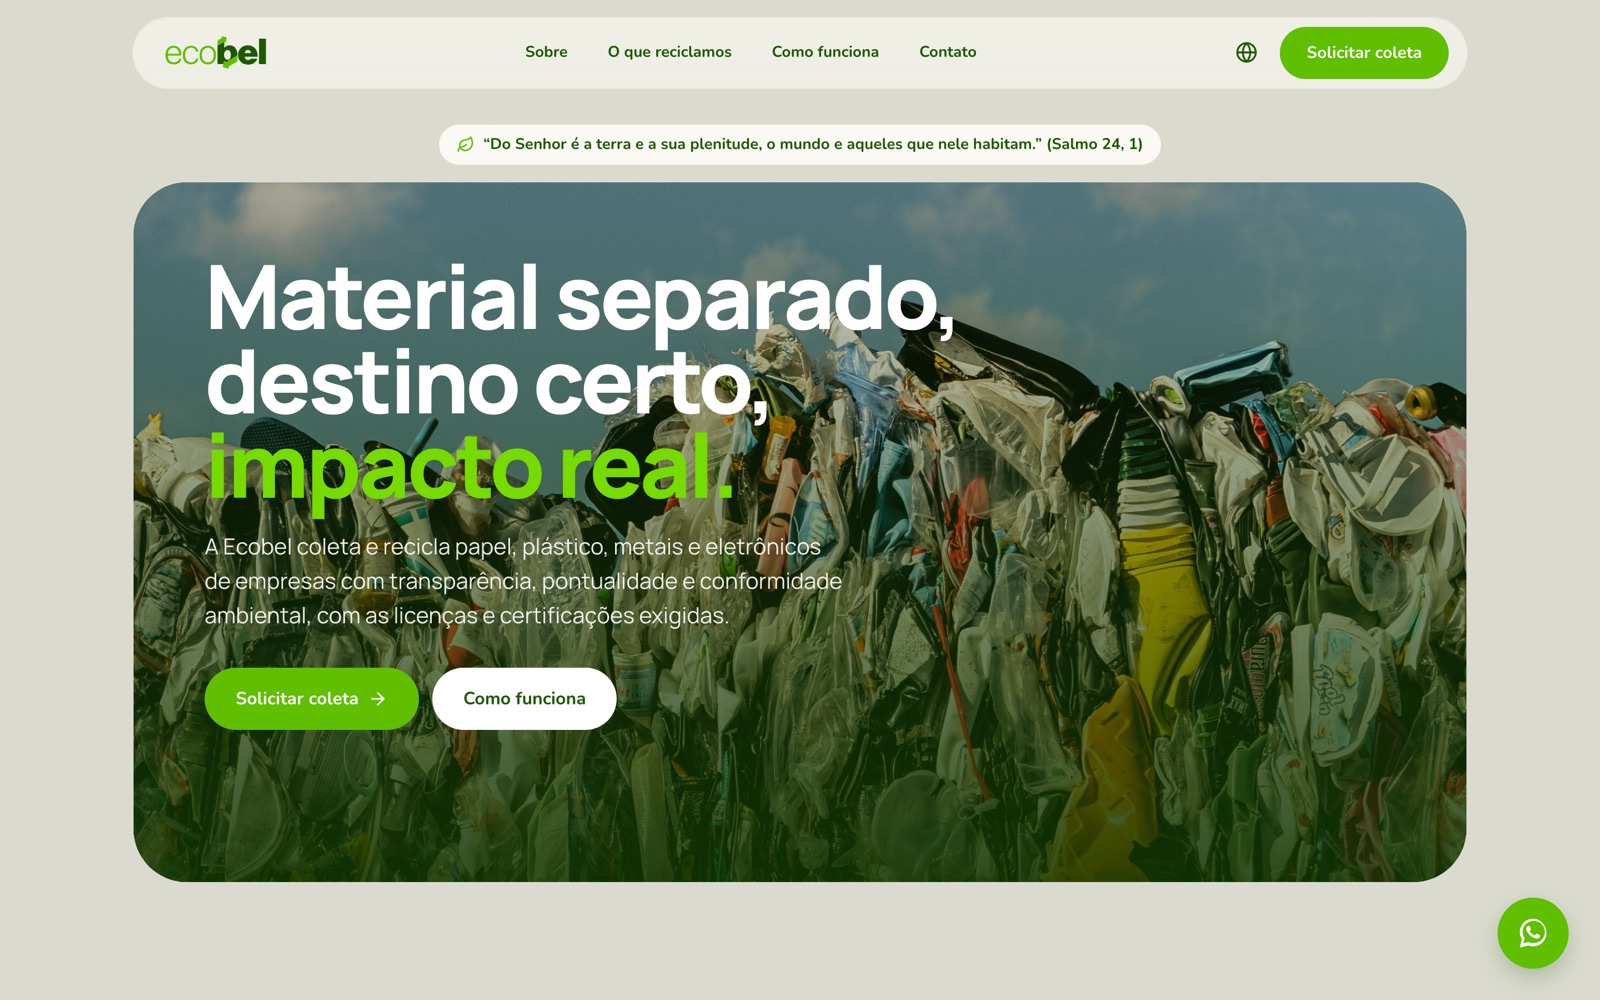 ecobel
Sobre
O que reciclamos
Como funciona
Contato
Solicitar coleta
“Do Senhor é a terra e a sua plenitude, o mundo e aqueles que nele habitam.” (Salmo 24, 1)
Material separado,
destino certo,
impacto real.
A Ecobel coleta e recicla papel, plástico, metais e eletrônicos
de empresas com transparência, pontualidade e conformidade
ambiental, com as licenças e certificações exigidas.
Solicitar coleta
Como funciona